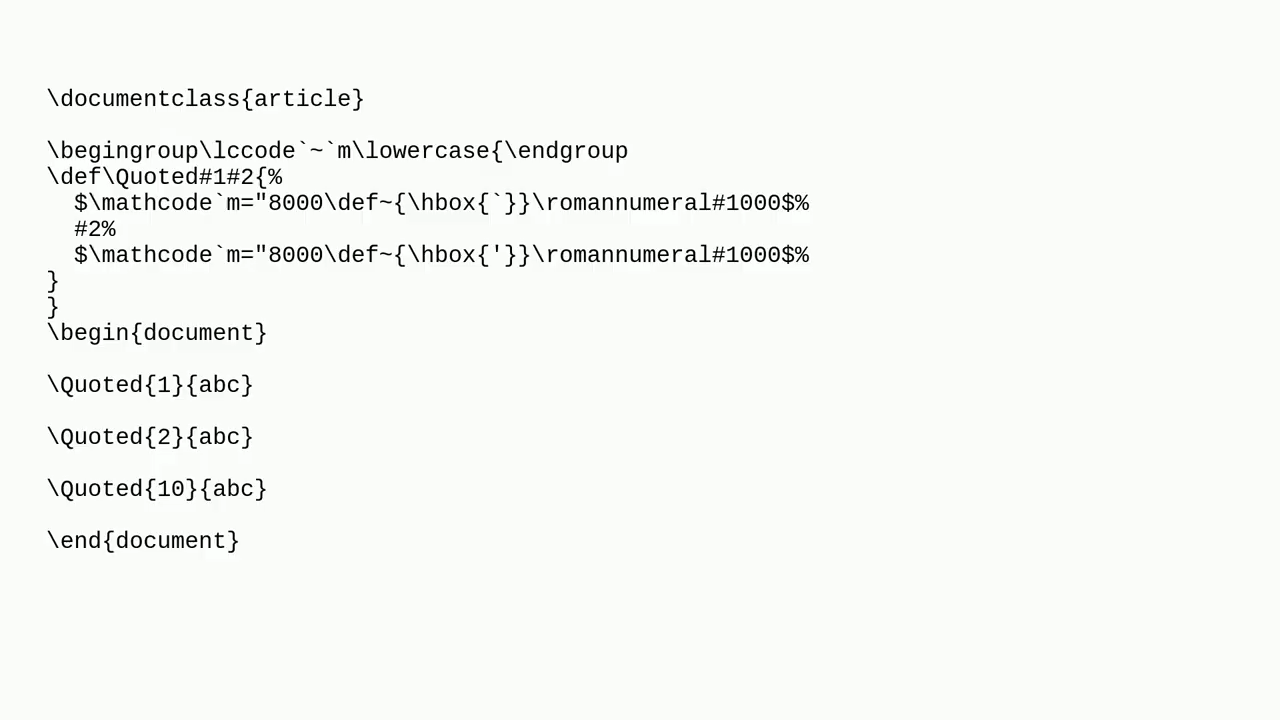 \documentclass{article}

\begingroup\lccode`~`m\lowercase{\endgroup
\def\Quoted#1#2{%
  $\mathcode`m="8000\def~{\hbox{`}}\romannumeral#1000$%
  #2%
  $\mathcode`m="8000\def~{\hbox{'}}\romannumeral#1000$%
}
}
\begin{document}

\Quoted{1}{abc}

\Quoted{2}{abc}

\Quoted{10}{abc}

\end{document}